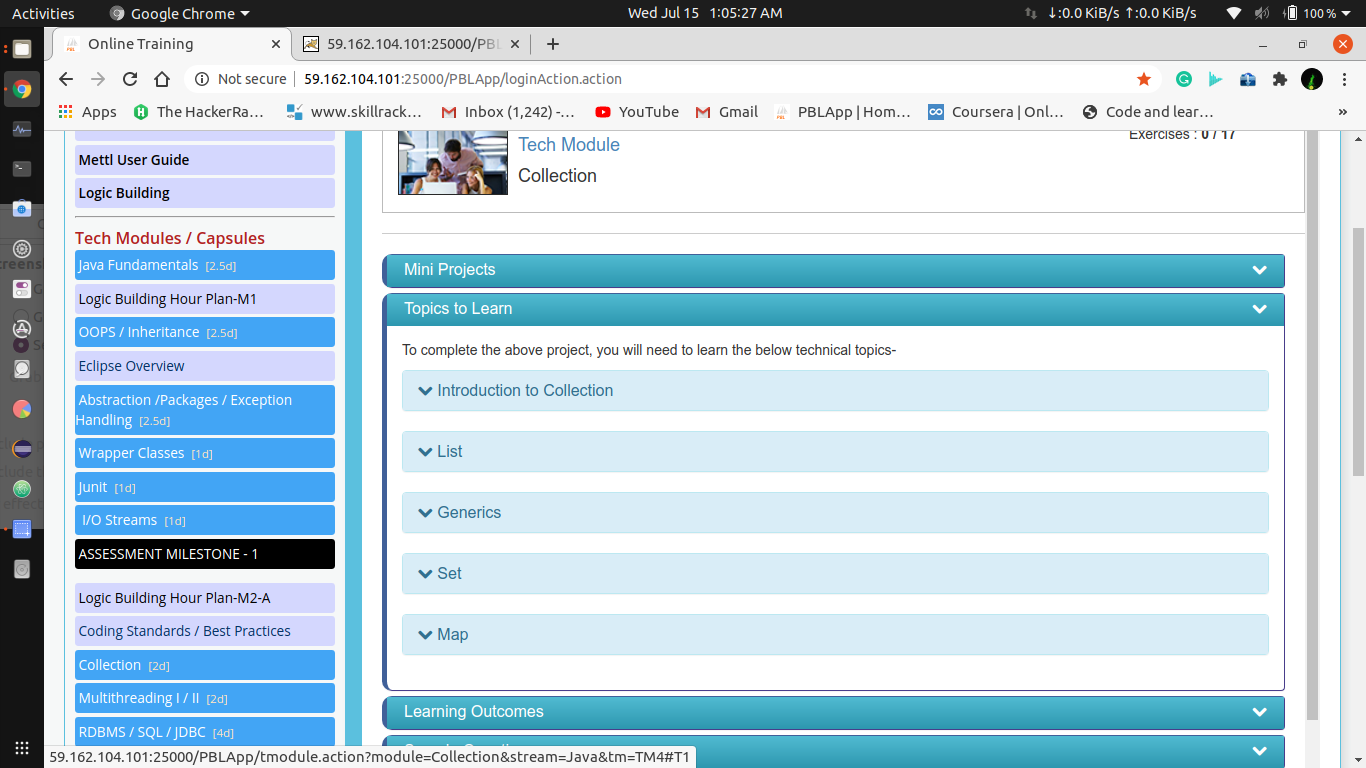 Activities
Google Chrome
Wed Jul 15 1:05:27 AM
↓:0.0 KiB/s ↑:0.0 KiB/s
100 %
Online Training
59.162.104.101:25000/PBL
Not secure
59.162.104.101:25000/PBLApp/loginAction.action
Apps
The HackerRa...
www.skillrack...
Inbox (1,242) -...
YouTube
Gmail
PBLApp | Hom...
Coursera | Onl...
Code and lear...
»
Mettl User Guide
Logic Building
Tech Modules / Capsules
Java Fundamentals [2.5d]
Logic Building Hour Plan-M1
OOPS / Inheritance [2.5d]
Eclipse Overview
Abstraction /Packages / Exception
Handling [2.5d]
Wrapper Classes [1d]
Junit [1d]
I/O Streams [1d]
ASSESSMENT MILESTONE - 1
Logic Building Hour Plan-M2-A
Coding Standards / Best Practices
Collection [2d]
Multithreading I / II [2d]
RDBMS / SQL / JDBC [4d]
Tech Module
Collection
Exercises : 0 / 17
Mini Projects
Topics to Learn
To complete the above project, you will need to learn the below technical topics-
Introduction to Collection
List
Generics
Set
Map
Learning Outcomes
59.162.104.101:25000/PBLApp/tmodule.action?module=Collection&stream=Java&tm=TM4#T1